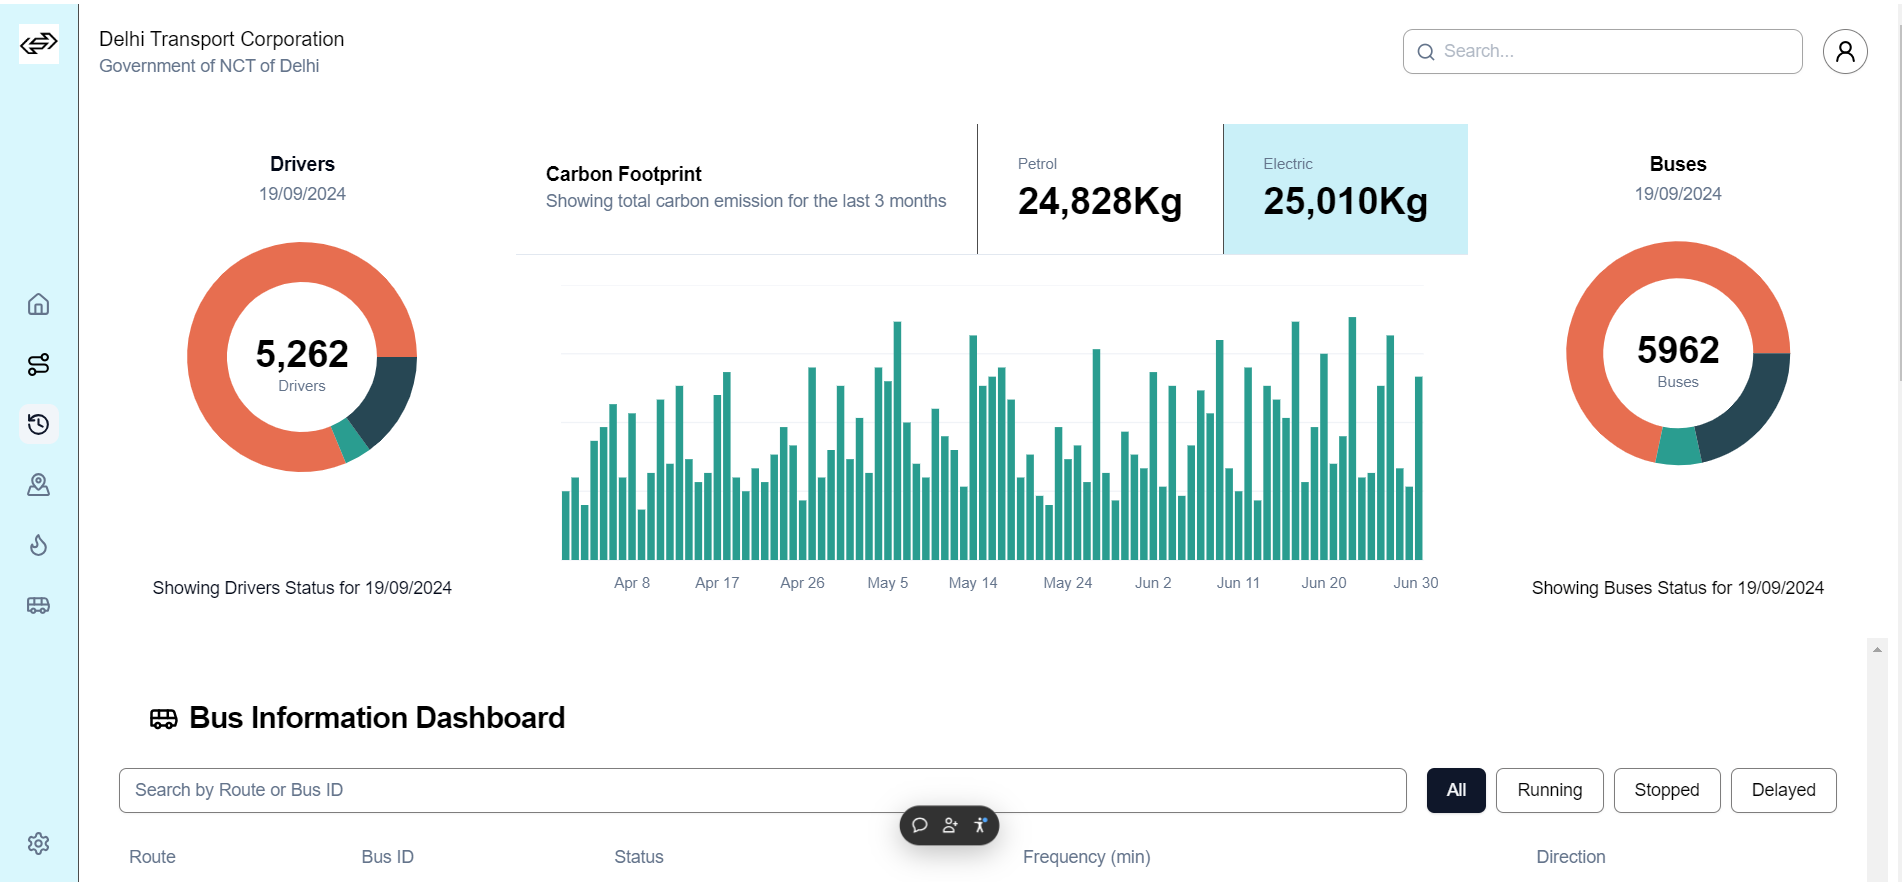 Delhi Transport Corporation
Government of NCT of Delhi
Search...
Drivers
19/09/2024
5,262
Drivers
Showing Drivers Status for 19/09/2024
Carbon Footprint
Showing total carbon emission for the last 3 months
Petrol
24,828Kg
Electric
25,010Kg
Apr 8 Apr 17 Apr 26 May 5 May 14 May 24 Jun 2 Jun 11 Jun 20 Jun 30
Buses
19/09/2024
5962
Buses
Showing Buses Status for 19/09/2024
Bus Information Dashboard
Search by Route or Bus ID
All Running Stopped Delayed
Route Bus ID Status Frequency (min) Direction